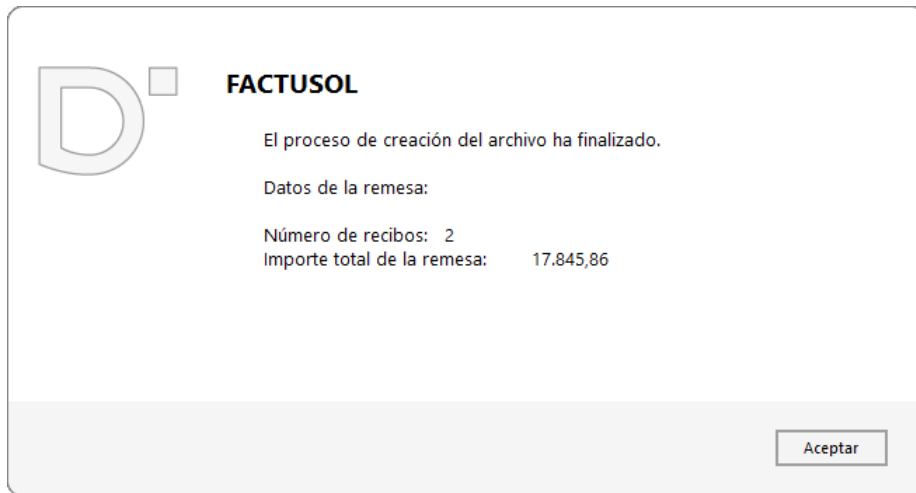 FACTUSOL
El proceso de creación del archivo ha finalizado.
Datos de la remesa:
Número de recibos: 2
Importe total de la remesa: 17.845,86
Aceptar